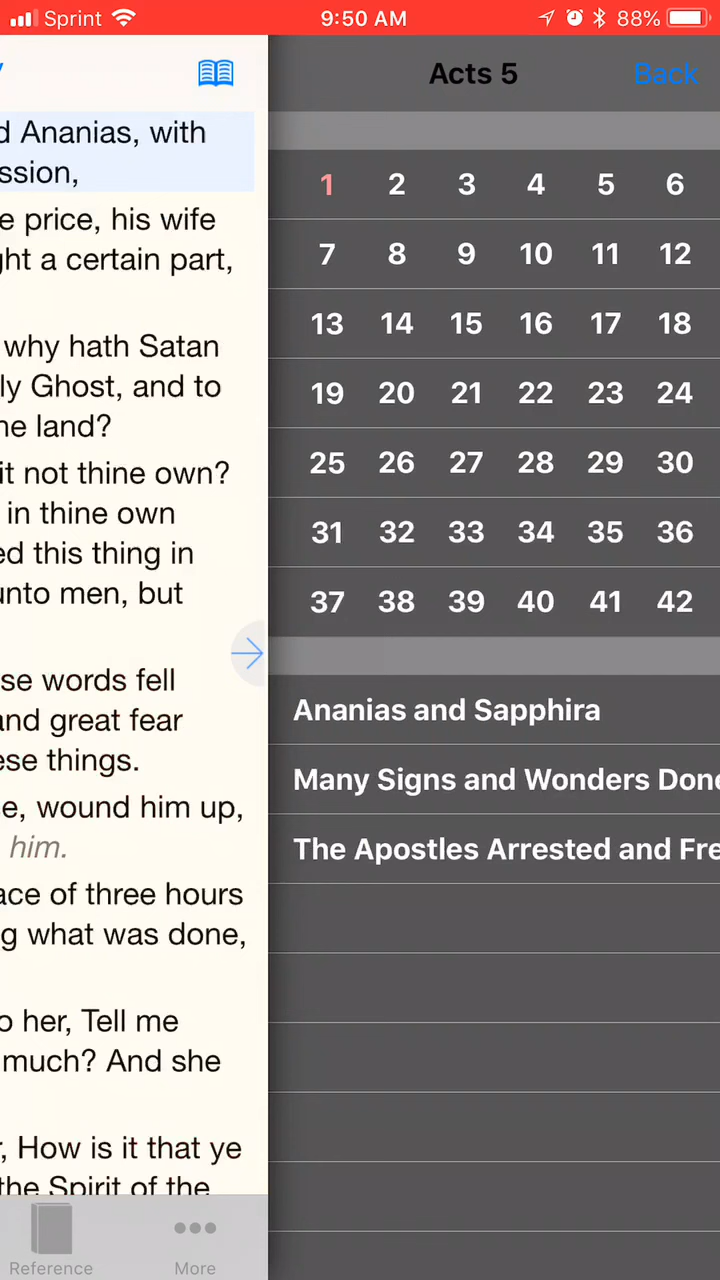 Sprint 9:50 AM 88%
Acts 5 Back
d Ananias, with
ssion,
e price, his wife
ht a certain part,
why hath Satan
ly Ghost, and to
ne land?
it not thine own?
in thine own
ed this thing in
unto men, but
se words fell
and great fear
ese things.
e, wound him up,
him.
ace of three hours
g what was done,
o her, Tell me
much? And she
, How is it that ye
the Spirit of the
Reference More
1 2 3 4 5 6
7 8 9 10 11 12
13 14 15 16 17 18
19 20 21 22 23 24
25 26 27 28 29 30
31 32 33 34 35 36
37 38 39 40 41 42
Ananias and Sapphira
Many Signs and Wonders Done
The Apostles Arrested and Fre